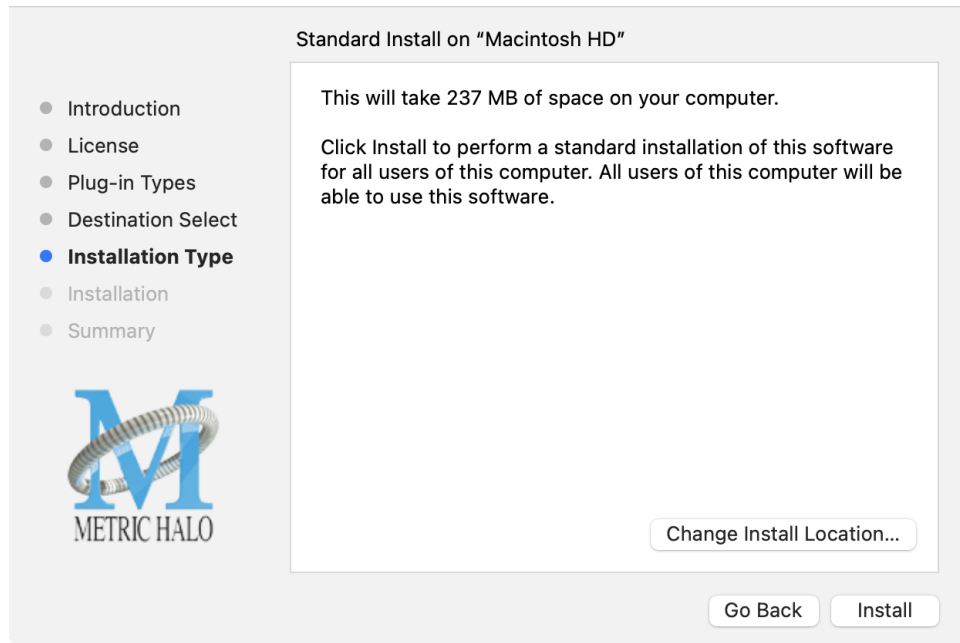 Standard Install on “Macintosh HD”
Introduction
License
Plug-in Types
Destination Select
Installation Type
Installation
Summary
METRIC HALO
This will take 237 MB of space on your computer.
Click Install to perform a standard installation of this software
for all users of this computer. All users of this computer will be
able to use this software.
Change Install Location...
Go Back
Install